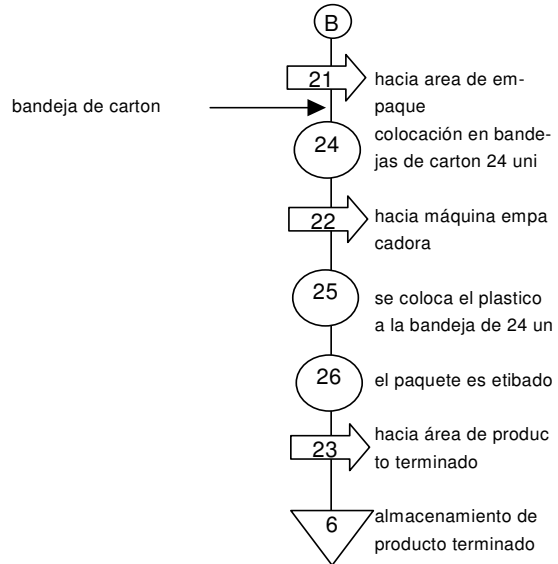 B
21
hacia area de em-
paque
bandeja de carton
24
colocación en bande-
jas de carton 24 uni
22
hacia máquina empa
cadora
25
se coloca el plastico
a la bandeja de 24 un
26
el paquete es etibado
23
hacia área de produc
to terminado
6
almacenamiento de
producto terminado